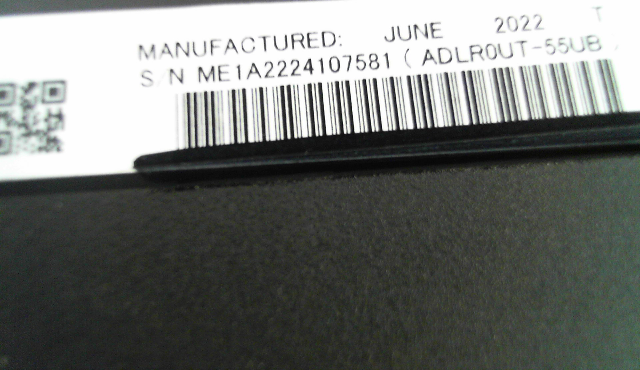 MANUFACTURED: JUNE 2022 T
S/N ME1A2224107581 ( ADLR0UT-55UB )